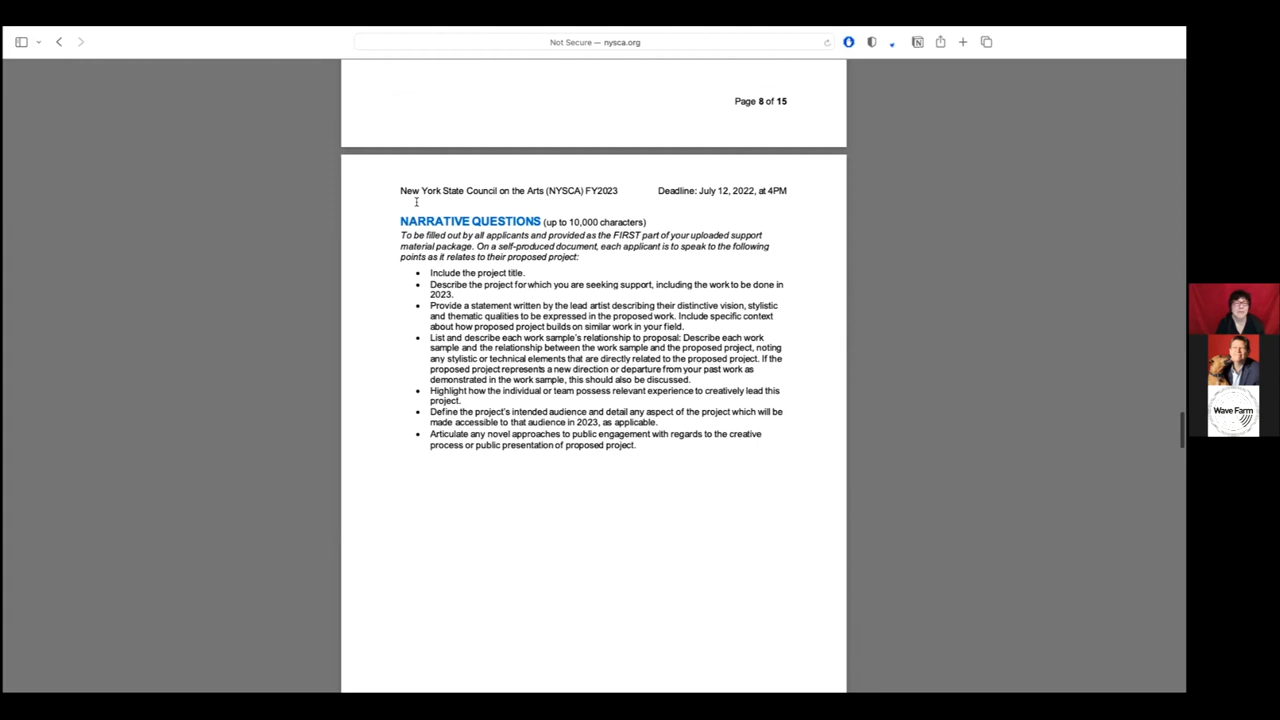 Not Secure — nysca.org
Page 8 of 15
New York State Council on the Arts (NYSCA) FY2023 Deadline: July 12, 2022, at 4PM
NARRATIVE QUESTIONS (up to 10,000 characters)
To be filled out by all applicants and provided as the FIRST part of your uploaded support
material package. On a self-produced document, each applicant is to speak to the following
points as it relates to their proposed project:
• Include the project title.
• Describe the project for which you are seeking support, including the work to be done in
2023.
• Provide a statement written by the lead artist describing their distinctive vision, stylistic
and thematic qualities to be expressed in the proposed work. Include specific context
about how proposed project builds on similar work in your field.
• List and describe each work sample's relationship to proposal: Describe each work
sample and the relationship between the work sample and the proposed project, noting
any stylistic or technical elements that are directly related to the proposed project. If the
proposed project represents a new direction or departure from your past work as
demonstrated in the work sample, this should also be discussed.
• Highlight how the individual or team possess relevant experience to creatively lead this
project.
• Define the project's intended audience and detail any aspect of the project which will be
made accessible to that audience in 2023, as applicable.
• Articulate any novel approaches to public engagement with regards to the creative
process or public presentation of proposed project.
Wave Farm